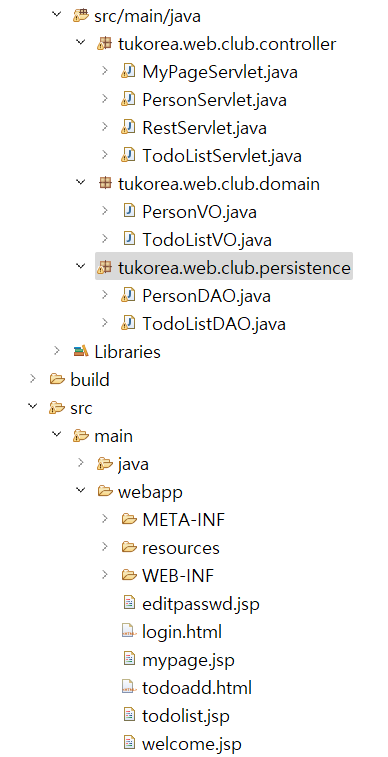 src/main/java
tukorea.web.club.controller
MyPageServlet.java
PersonServlet.java
RestServlet.java
TodoListServlet.java
tukorea.web.club.domain
PersonVO.java
TodoListVO.java
tukorea.web.club.persistence
PersonDAO.java
TodoListDAO.java
Libraries
build
src
main
java
webapp
META-INF
resources
WEB-INF
editpasswd.jsp
login.html
mypage.jsp
todoadd.html
todolist.jsp
welcome.jsp